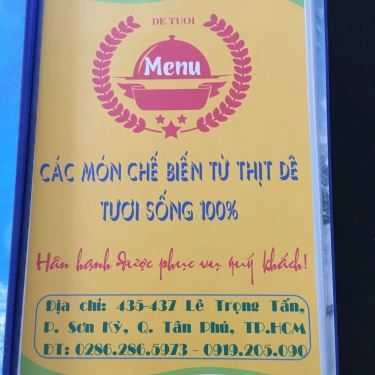 DE TUOI
Menu
CÁC MÓN CHẾ BIẾN TỪ THỊT DÊ
TƯƠI SỐNG 100%
Hân hạnh được phục vụ quý khách!
Địa chỉ: 435-437 Lê Trọng Tấn,
P. Sơn Kỳ, Q. Tân Phú, TP.HCM
ĐT: 0286.286.5973 - 0919.205.090